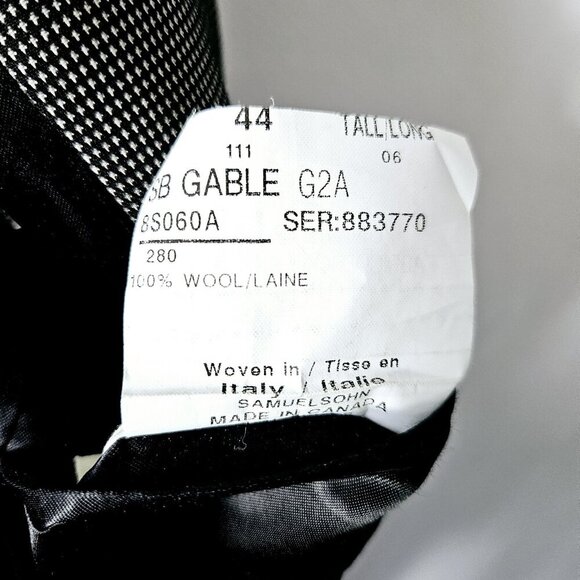 44 TALL/LONG
111 06
SB GABLE G2A
8S060A SER:883770
280
100% WOOL/LAINE
Woven in / Tisse en
Italy / Italie
SAMUELSOHN
MADE IN CANADA